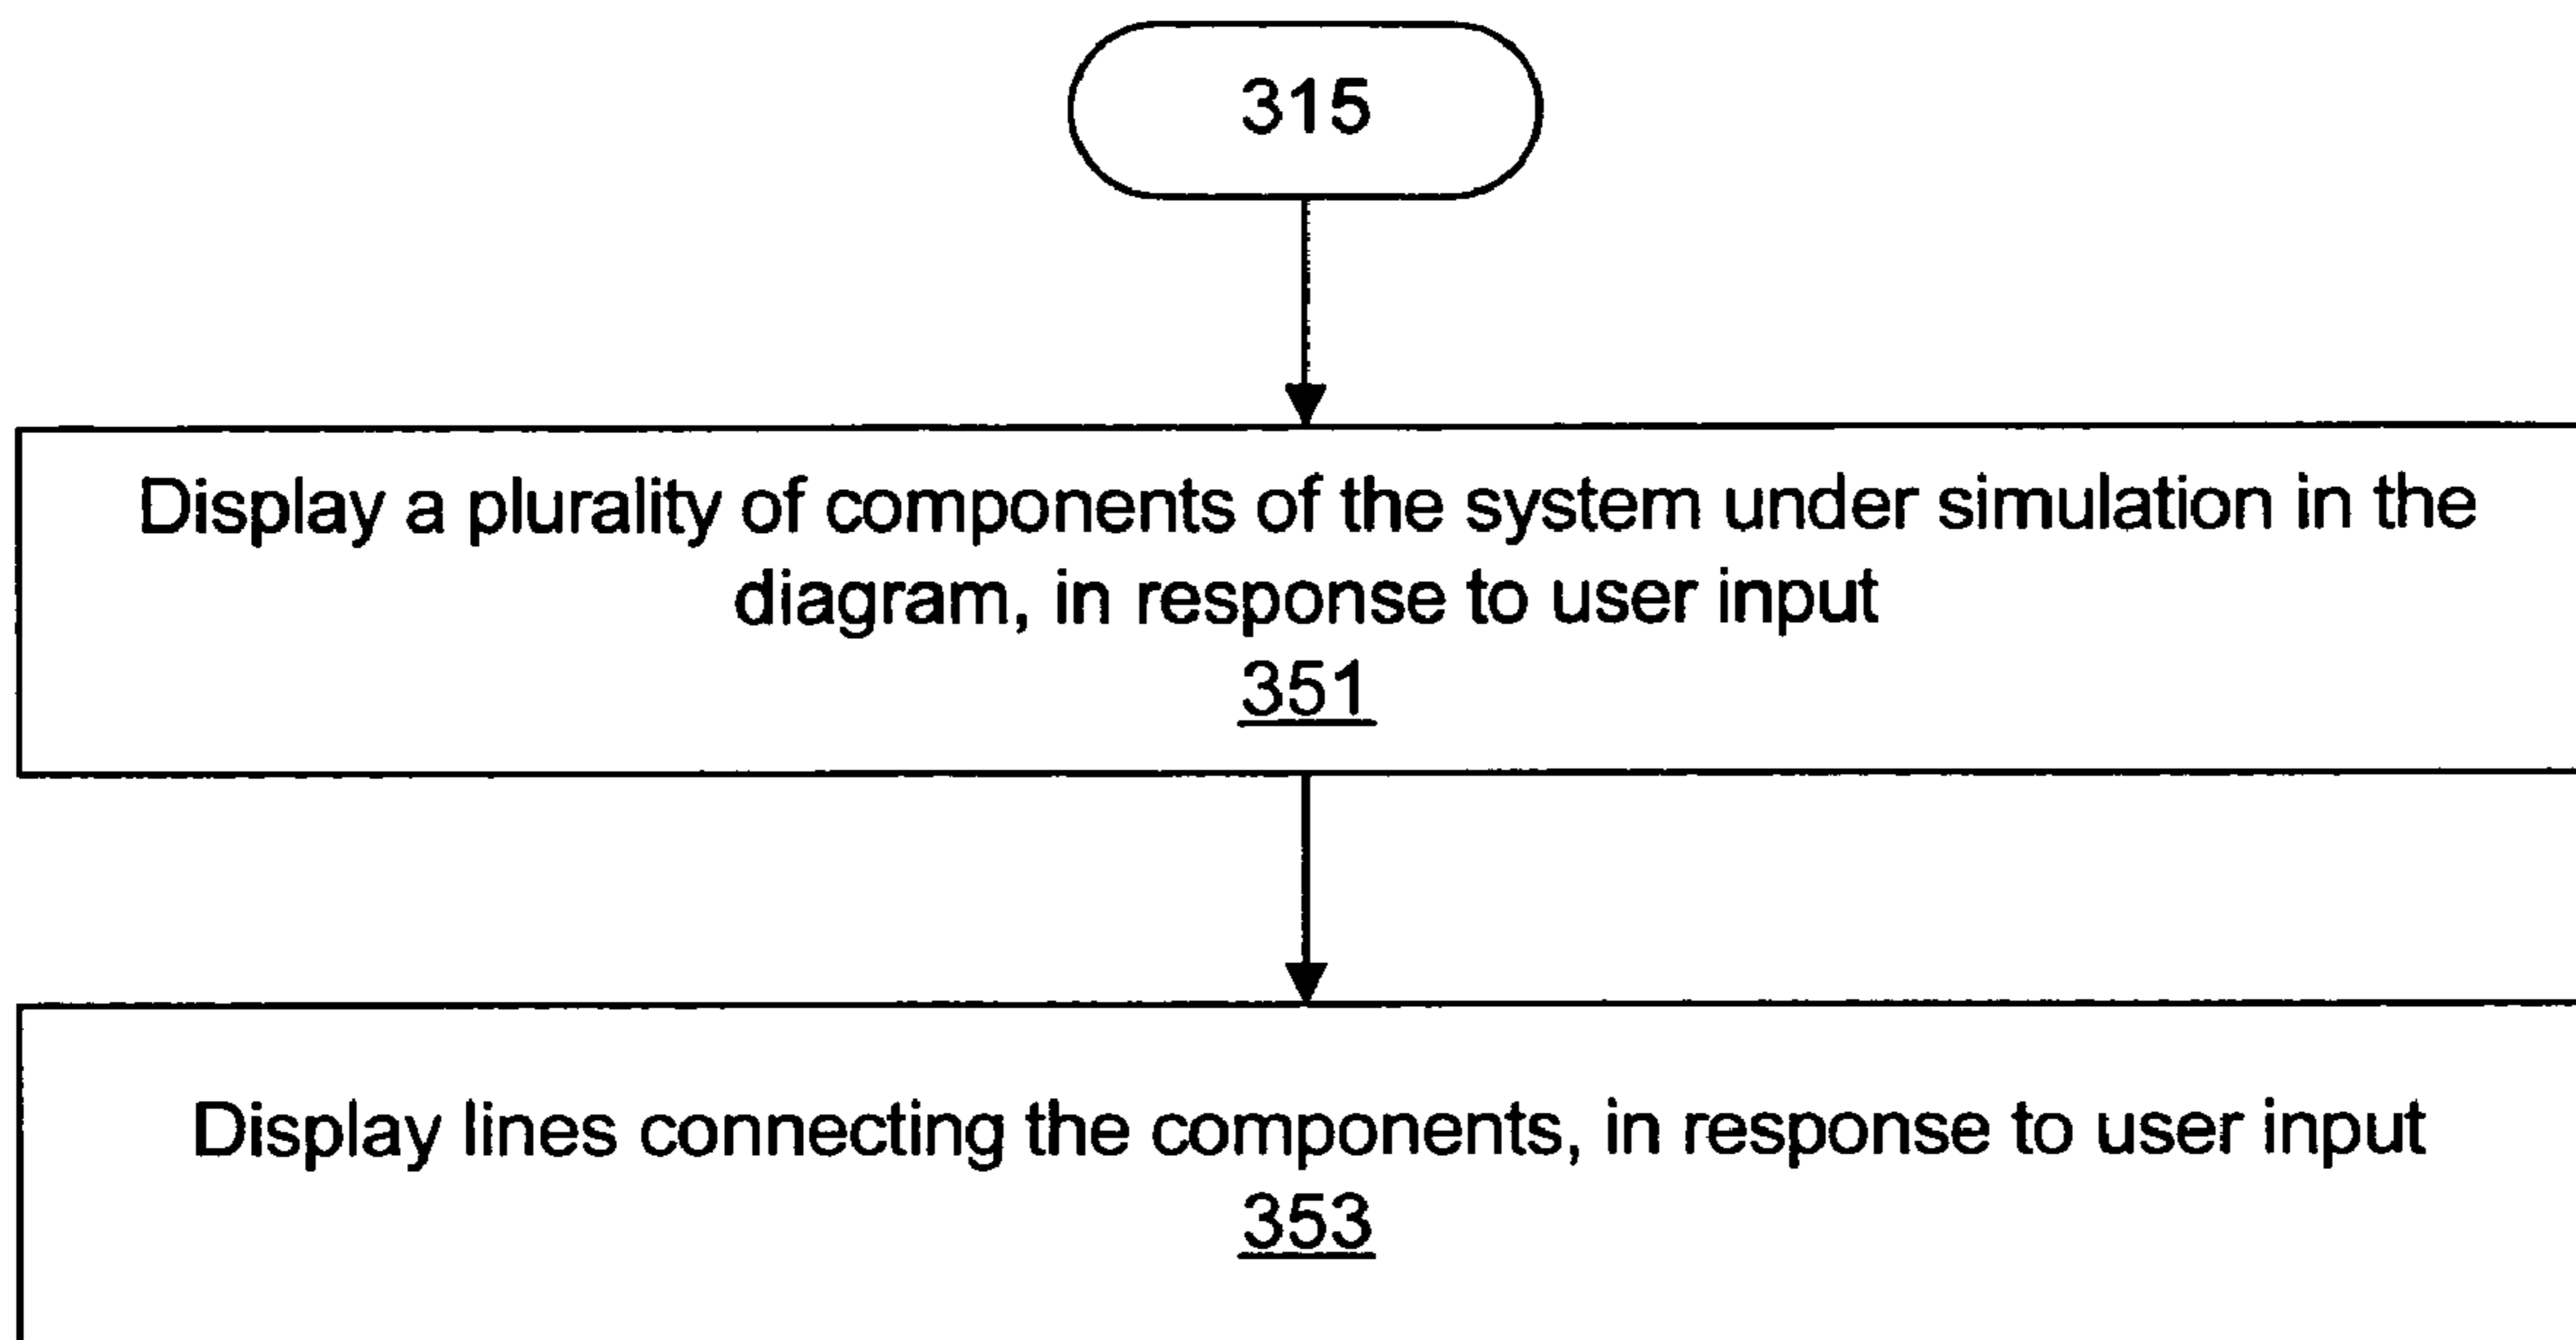 315
Display a plurality of components of the system under simulation in the
diagram, in response to user input
351
Display lines connecting the components, in response to user input
353